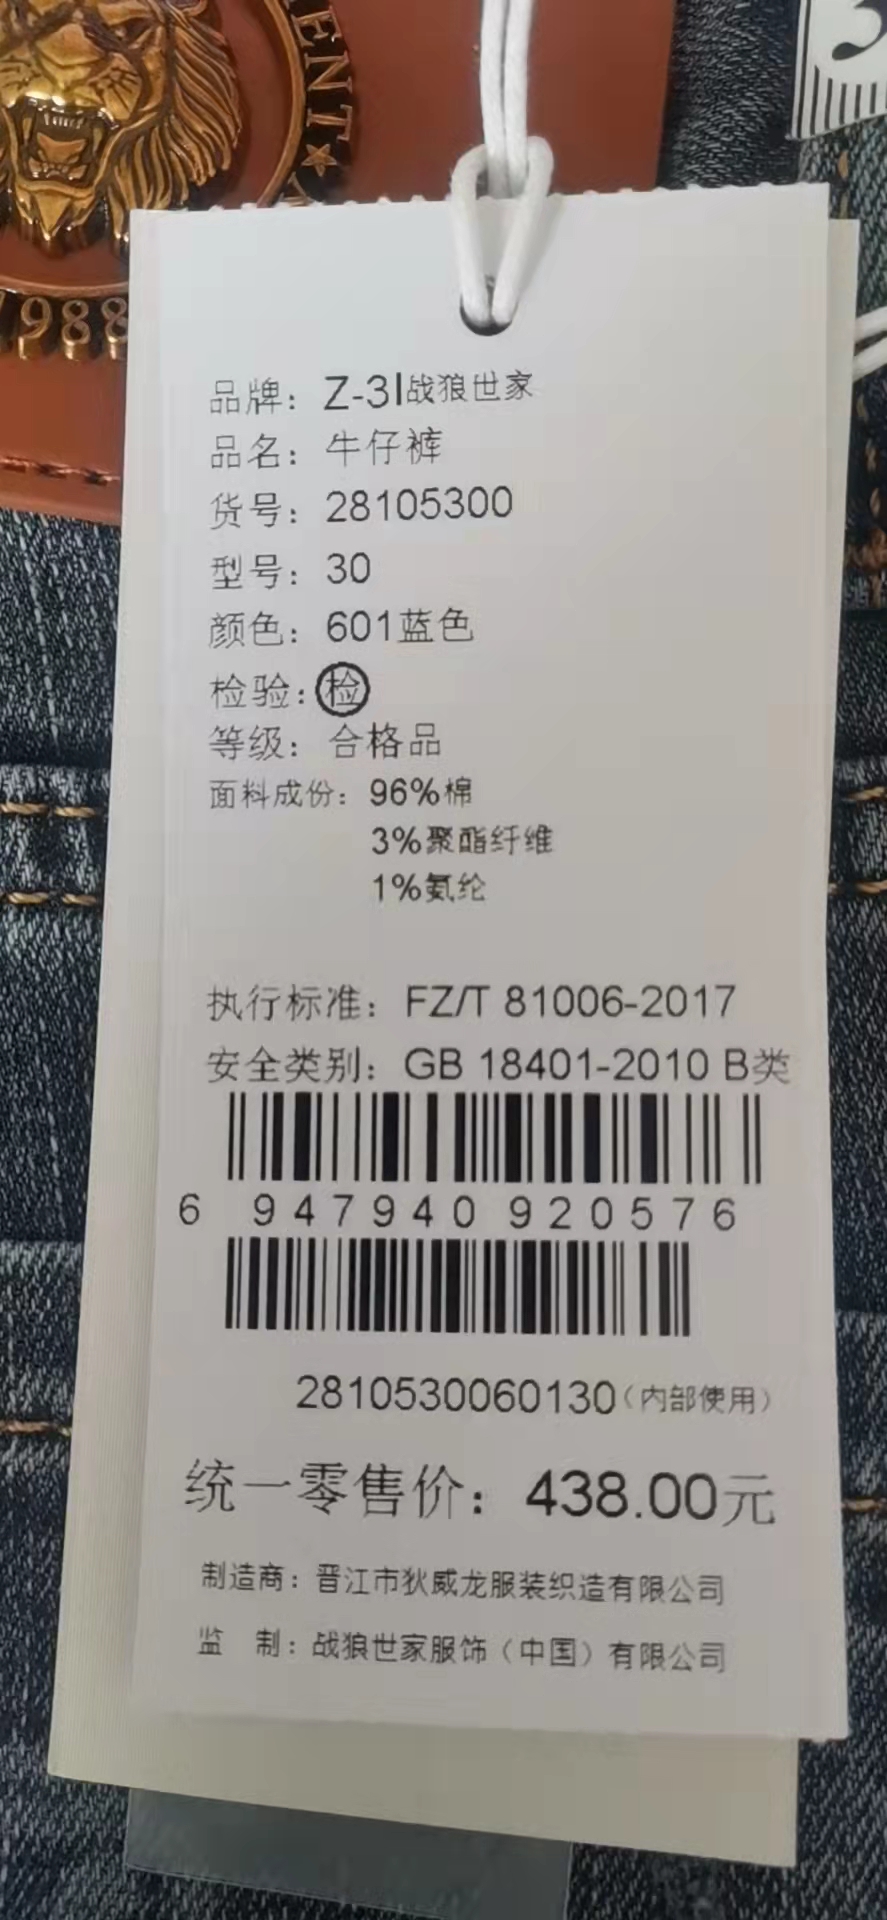 ENT
1988
3
品牌：Z-3I战狼世家
品名：牛仔裤
货号：28105300
型号：30
颜色：601蓝色
检验：检
等级：合格品
面料成份：96%棉
3%聚酯纤维
1%氨纶
执行标准：FZ/T 81006-2017
安全类别：GB 18401-2010 B类
6 947940 920576
2810530060130（内部使用）
统一零售价：438.00元
制造商：晋江市狄威龙服装织造有限公司
监 制：战狼世家服饰（中国）有限公司